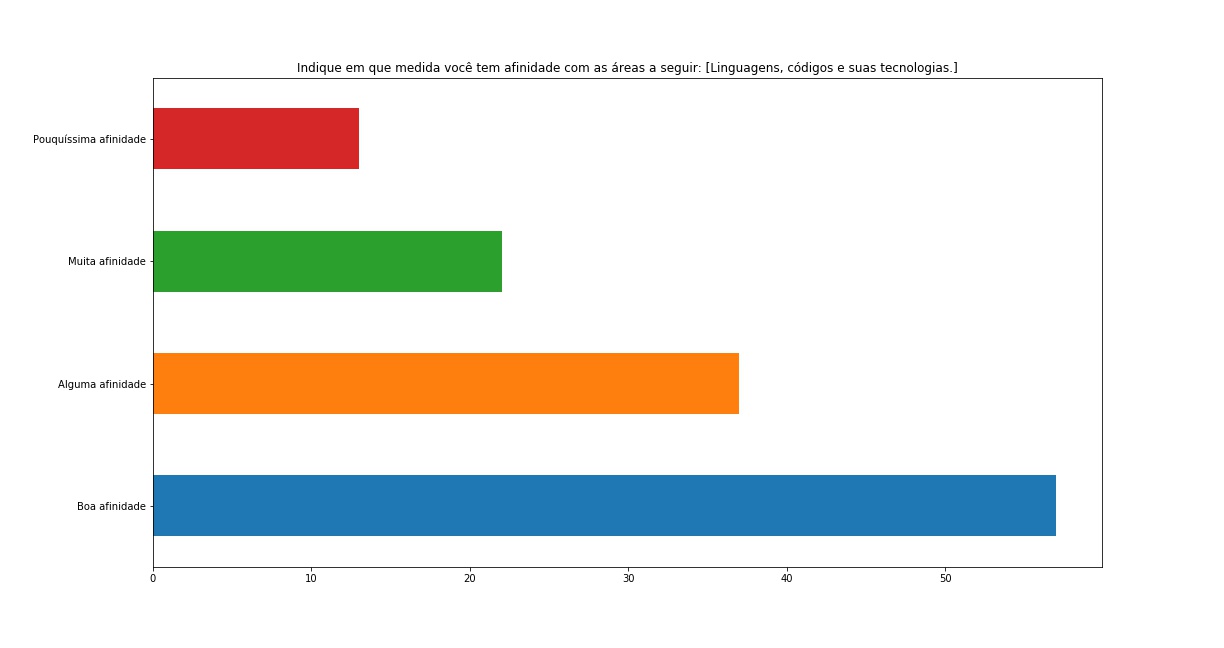 Indique em que medida você tem afinidade com as áreas a seguir: [Linguagens, códigos e suas tecnologias.]
Pouquíssima afinidade
Muita afinidade
Alguma afinidade
Boa afinidade
0 10 20 30 40 50